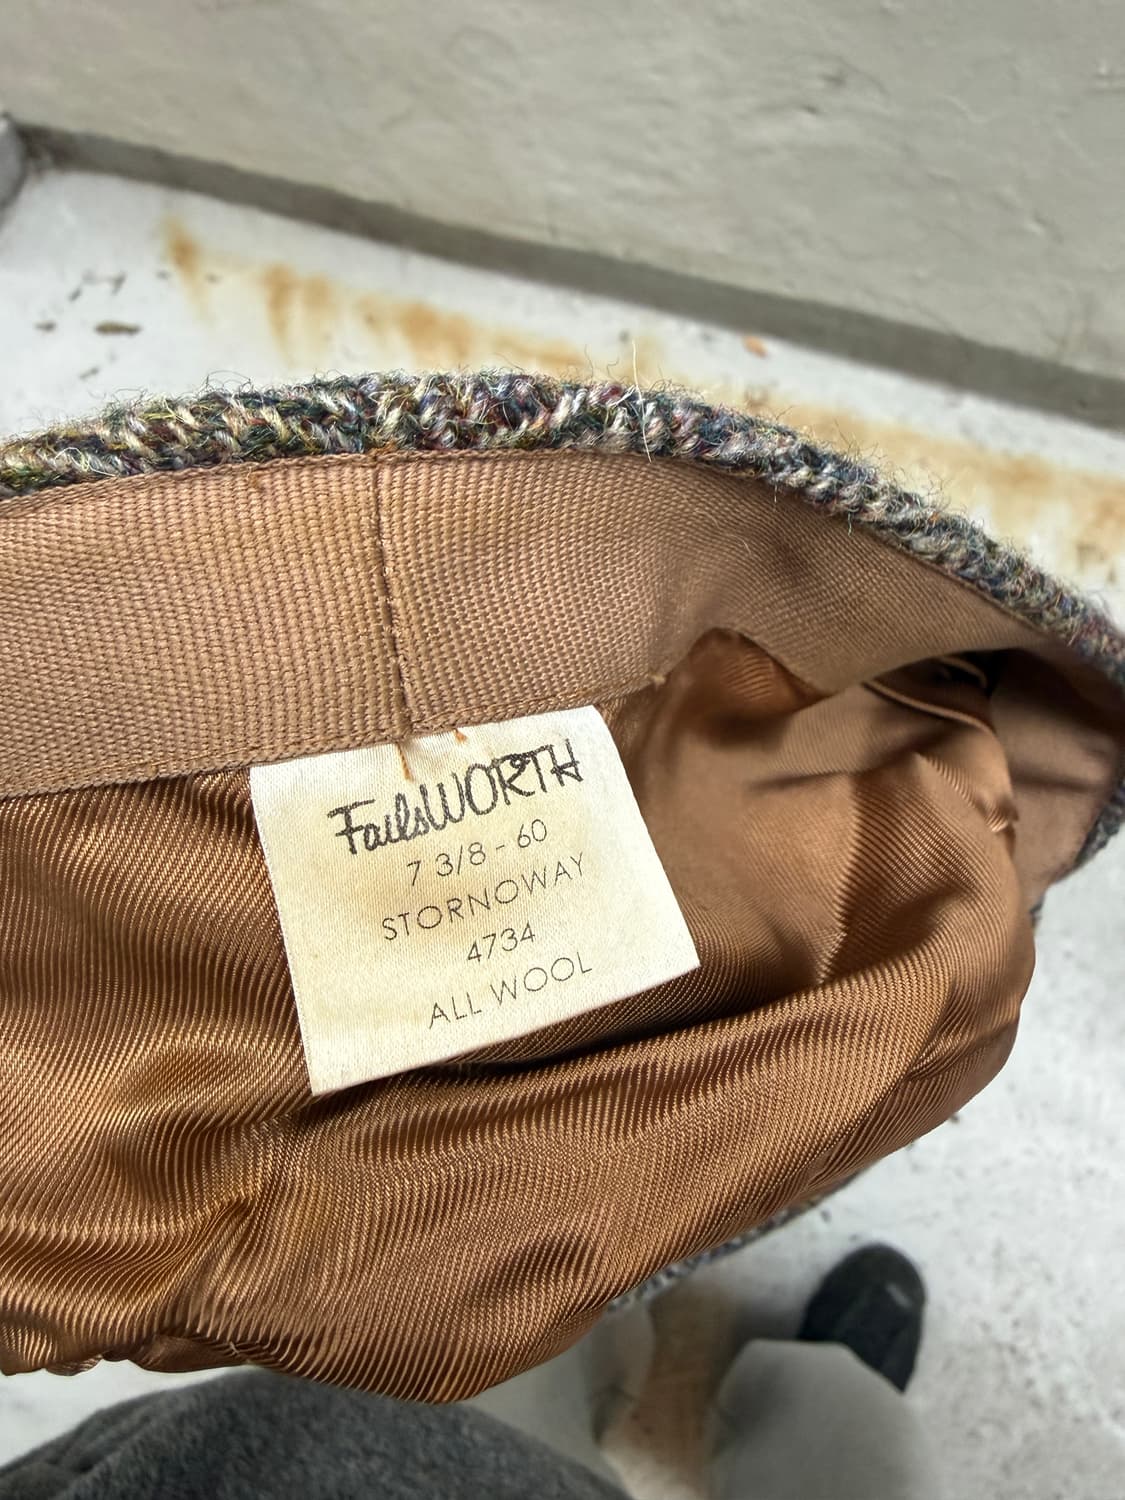 FailsWORTH
7 3/8 - 60
STORNOWAY
4734
ALL WOOL